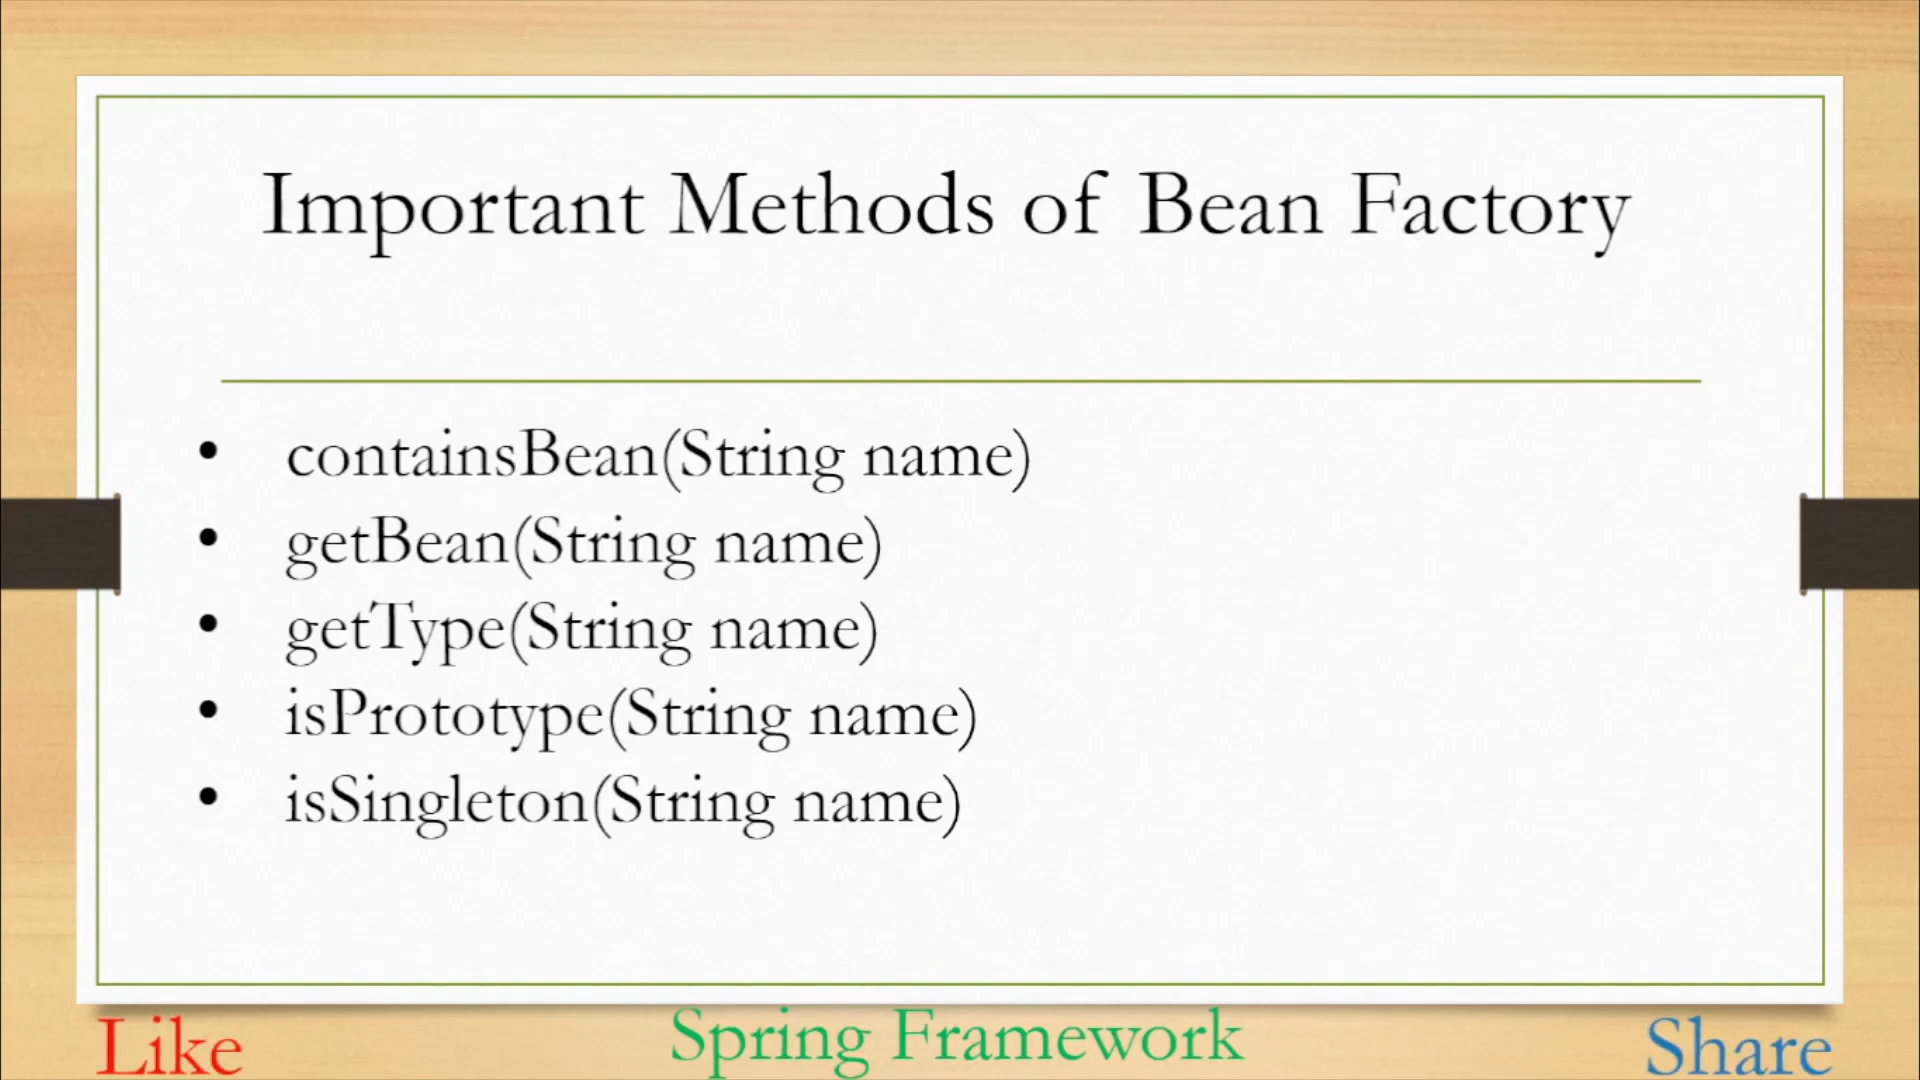 Important Methods of Bean Factory
• containsBean(String name)
• getBean(String name)
• getType(String name)
• isPrototype(String name)
• isSingleton(String name)
Like
Spring Framework
Share